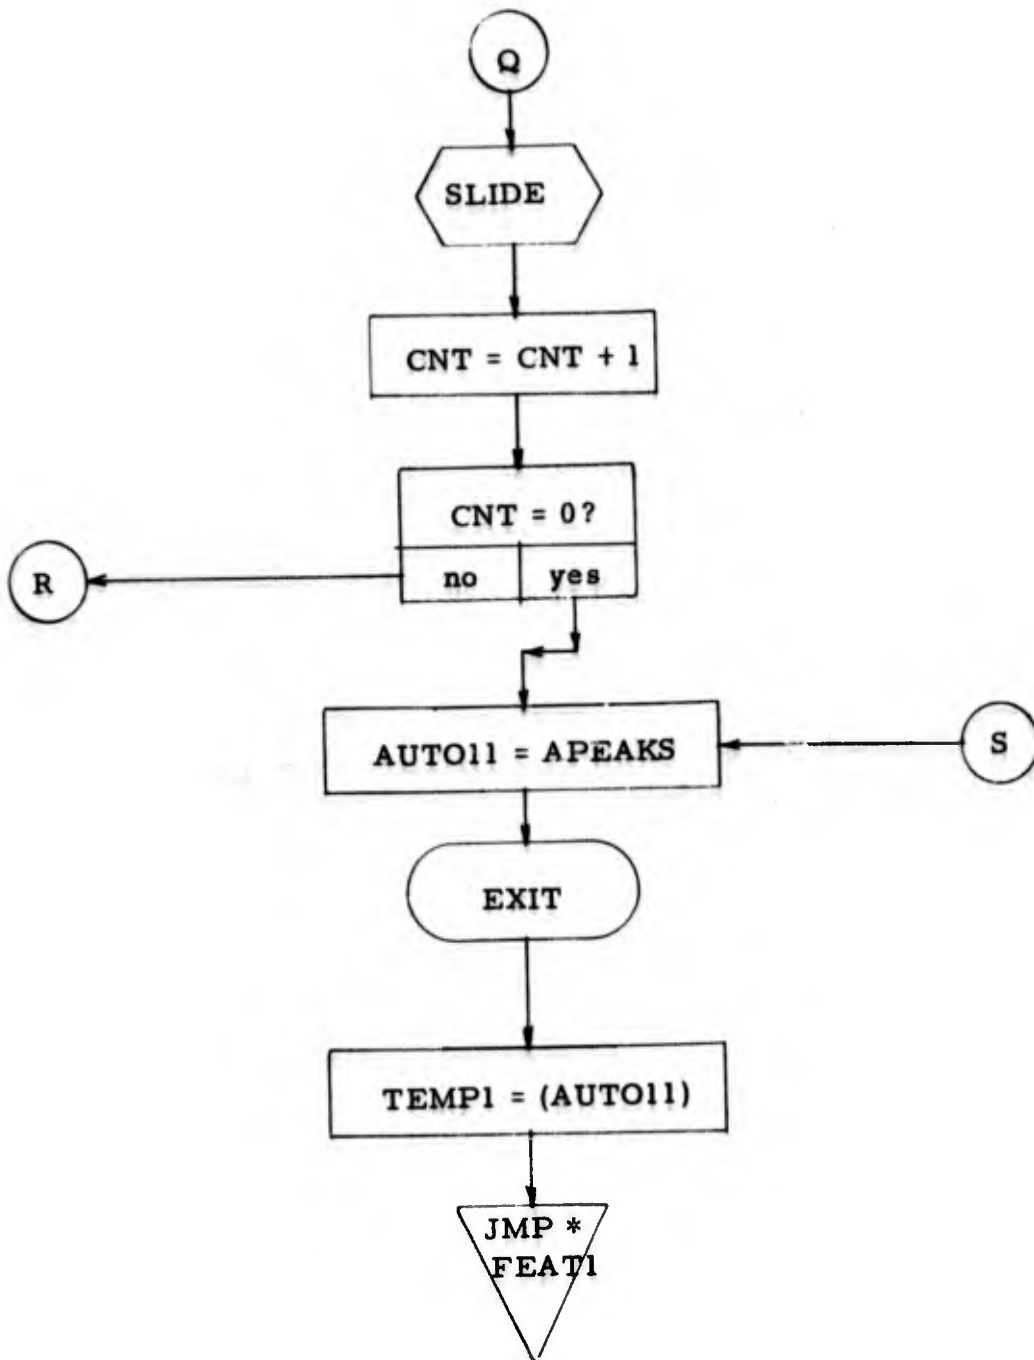 Q
SLIDE
CNT = CNT + 1
CNT = 0?
no yes
R
AUTO11 = APEAKS
S
EXIT
TEMP1 = (AUTO11)
JMP *
FEAT1